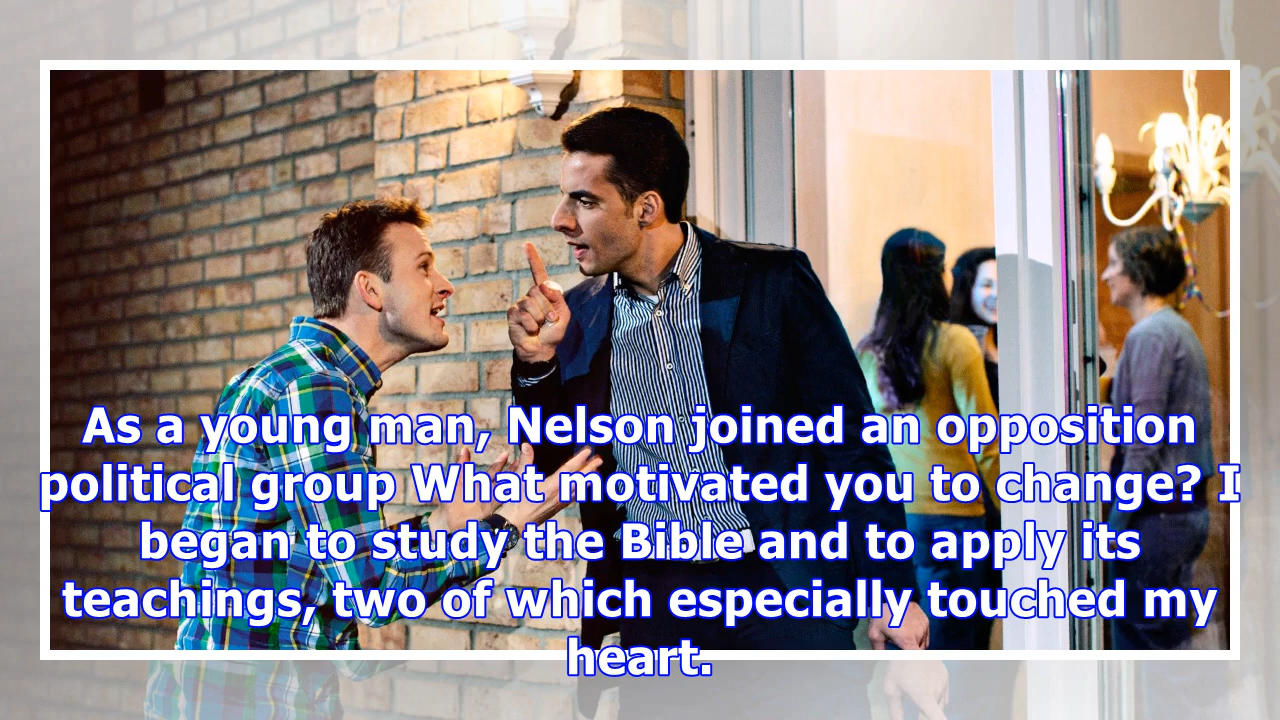 As a young man, Nelson joined an opposition
political group What motivated you to change? I
began to study the Bible and to apply its
teachings, two of which especially touched my
heart.